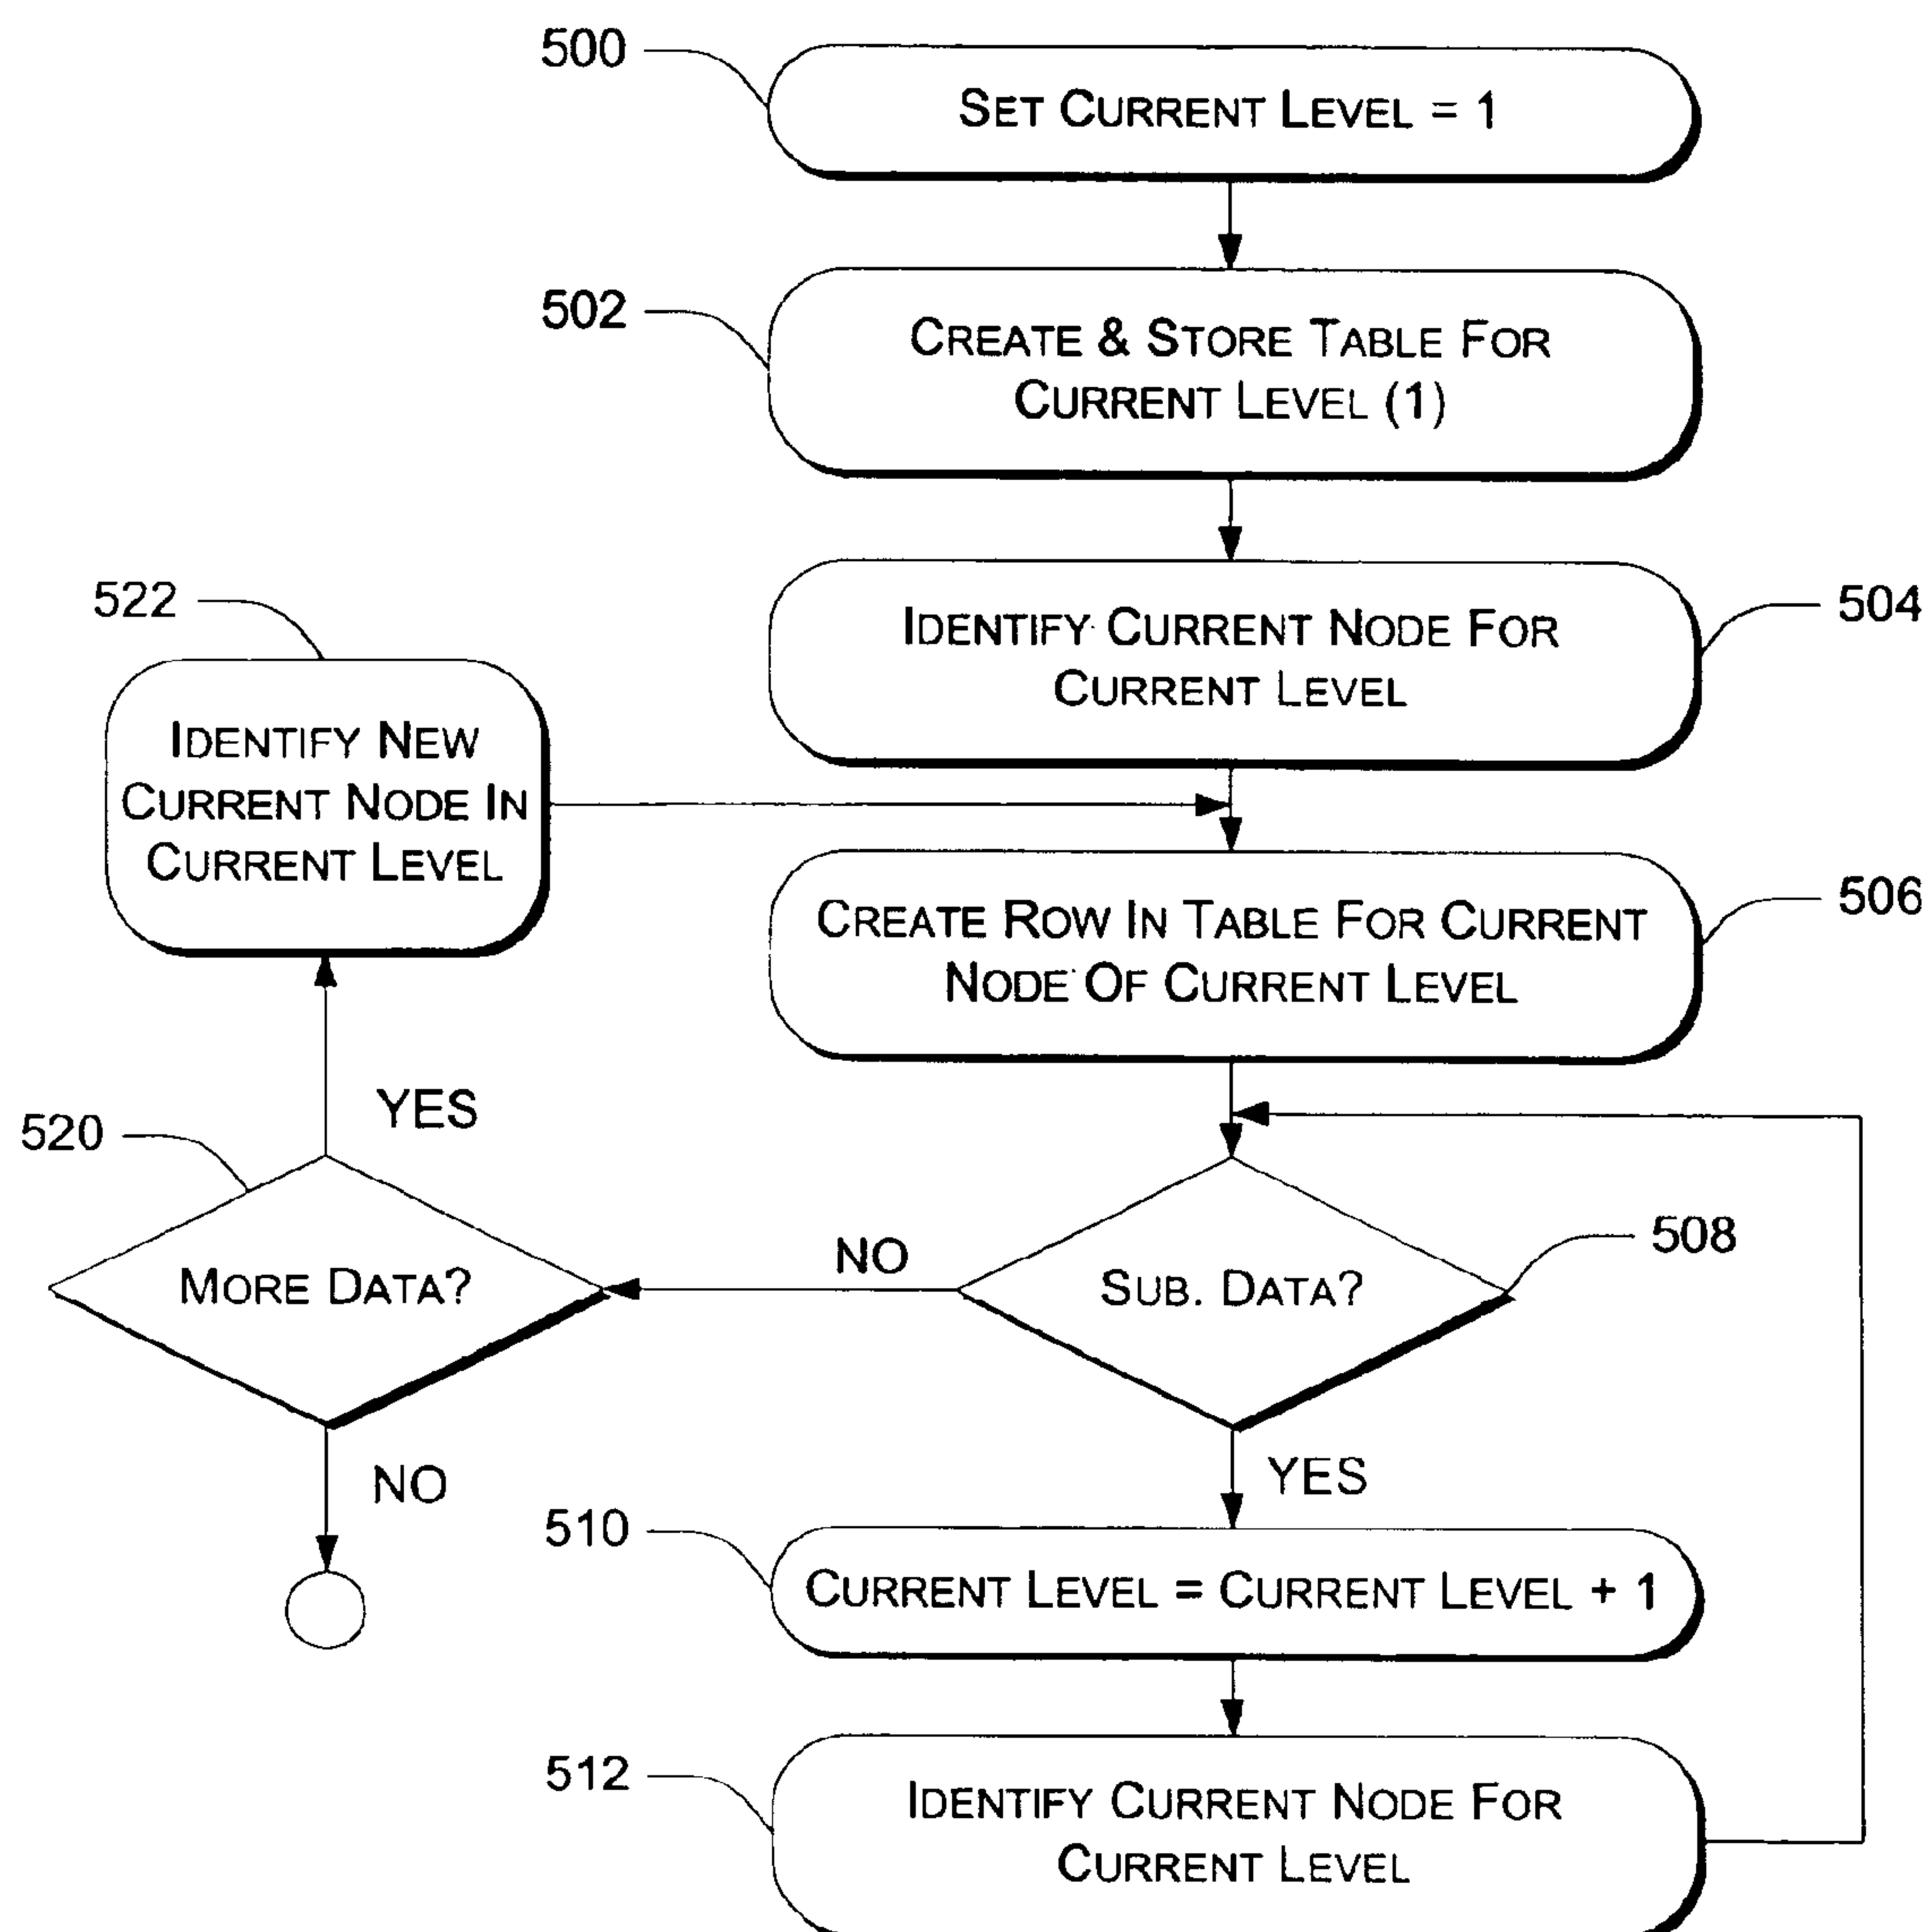 500
SET CURRENT LEVEL = 1
502
CREATE & STORE TABLE FOR
CURRENT LEVEL (1)
504
IDENTIFY CURRENT NODE FOR
CURRENT LEVEL
522
IDENTIFY NEW
CURRENT NODE IN
CURRENT LEVEL
506
CREATE ROW IN TABLE FOR CURRENT
NODE OF CURRENT LEVEL
YES
520
MORE DATA?
NO
508
SUB. DATA?
NO
YES
510
CURRENT LEVEL = CURRENT LEVEL + 1
512
IDENTIFY CURRENT NODE FOR
CURRENT LEVEL